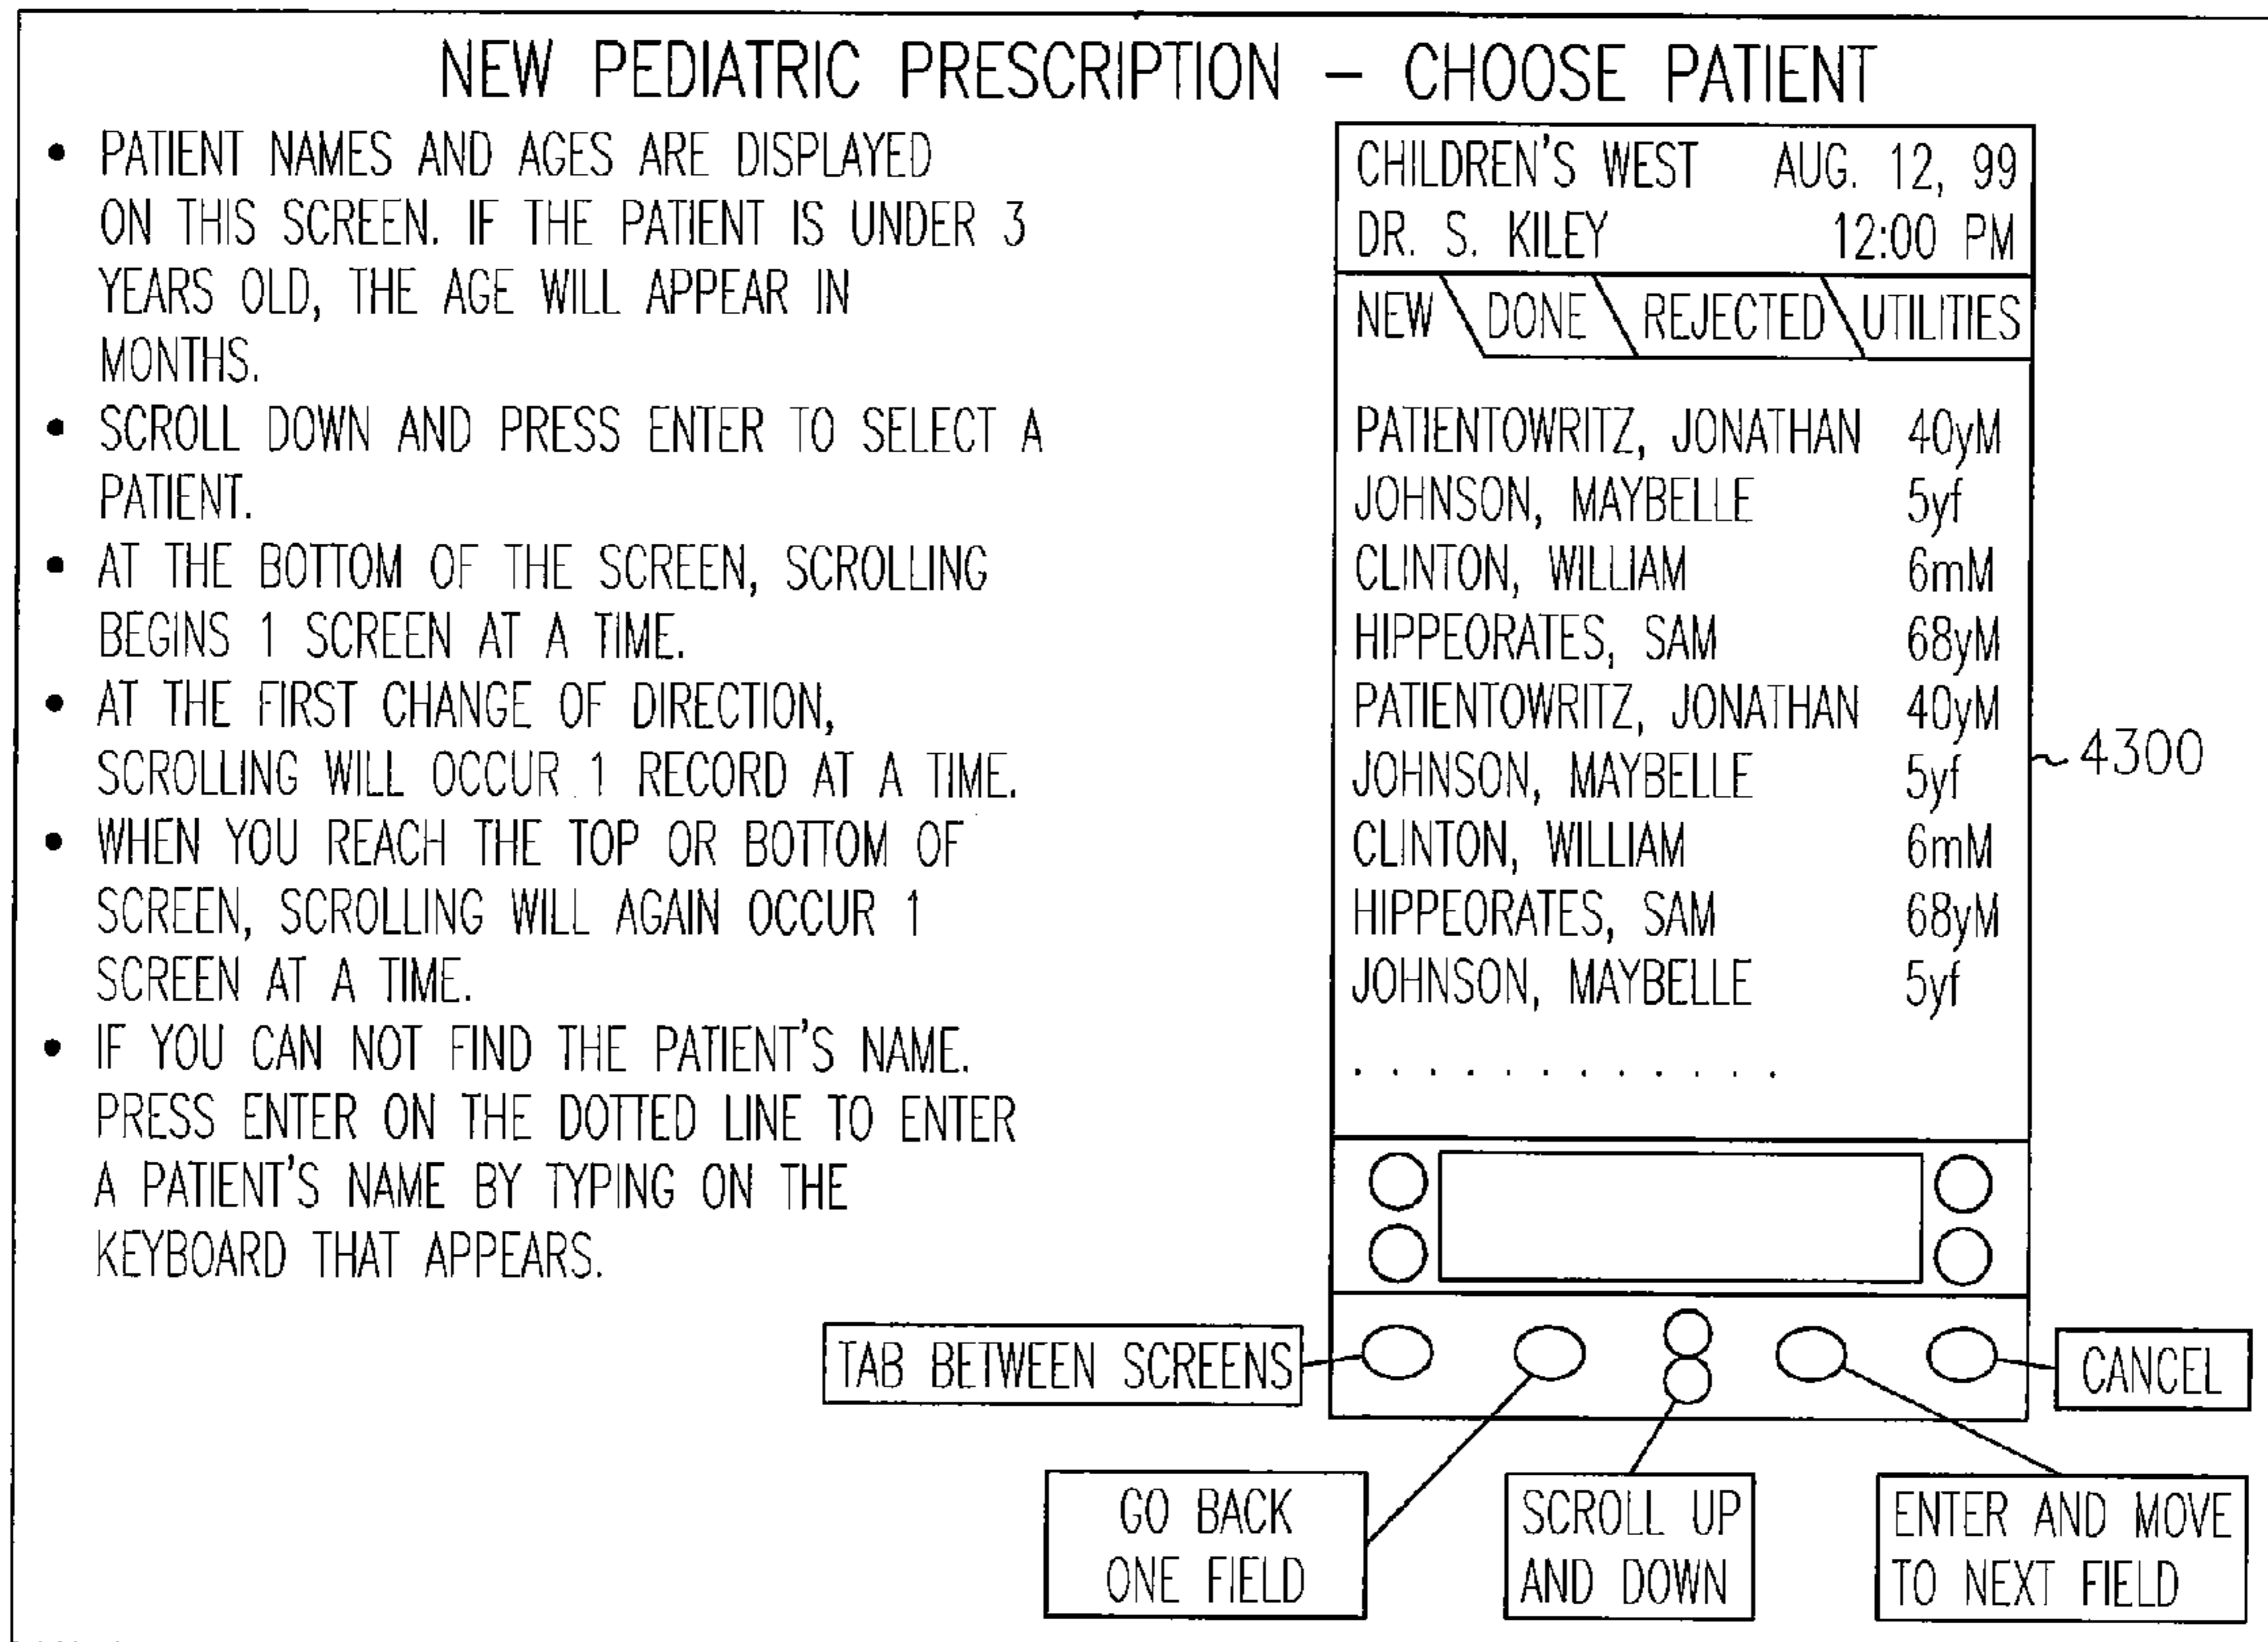 NEW PEDIATRIC PRESCRIPTION – CHOOSE PATIENT
• PATIENT NAMES AND AGES ARE DISPLAYED
ON THIS SCREEN. IF THE PATIENT IS UNDER 3
YEARS OLD, THE AGE WILL APPEAR IN
MONTHS.
• SCROLL DOWN AND PRESS ENTER TO SELECT A
PATIENT.
• AT THE BOTTOM OF THE SCREEN, SCROLLING
BEGINS 1 SCREEN AT A TIME.
• AT THE FIRST CHANGE OF DIRECTION,
SCROLLING WILL OCCUR 1 RECORD AT A TIME.
• WHEN YOU REACH THE TOP OR BOTTOM OF
SCREEN, SCROLLING WILL AGAIN OCCUR 1
SCREEN AT A TIME.
• IF YOU CAN NOT FIND THE PATIENT'S NAME.
PRESS ENTER ON THE DOTTED LINE TO ENTER
A PATIENT'S NAME BY TYPING ON THE
KEYBOARD THAT APPEARS.
CHILDREN'S WEST AUG. 12, 99
DR. S. KILEY 12:00 PM
NEW DONE REJECTED UTILITIES
PATIENTOWRITZ, JONATHAN 40yM
JOHNSON, MAYBELLE 5yf
CLINTON, WILLIAM 6mM
HIPPEORATES, SAM 68yM
PATIENTOWRITZ, JONATHAN 40yM
JOHNSON, MAYBELLE 5yf
CLINTON, WILLIAM 6mM
HIPPEORATES, SAM 68yM
JOHNSON, MAYBELLE 5yf
. . . . . . . . . . . .
4300
TAB BETWEEN SCREENS
CANCEL
GO BACK
ONE FIELD
SCROLL UP
AND DOWN
ENTER AND MOVE
TO NEXT FIELD